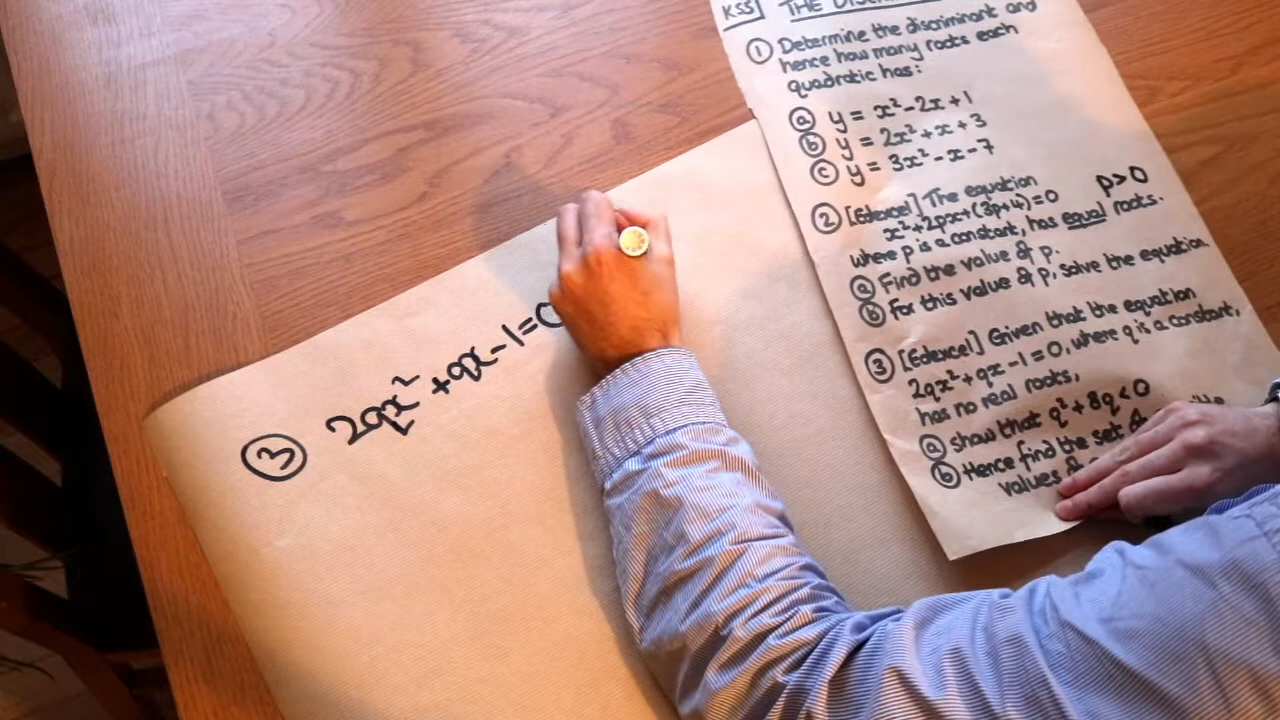 KS5 THE
① Determine the discriminant and
hence how many roots each
quadratic has:
ⓐ y = x² - 2x + 1
ⓑ y = 2x² + x + 3
ⓒ y = 3x² - x - 7
② [Edexcel] The equation
x² + 2px + (3p+4) = 0 p > 0
where p is a constant, has equal roots.
ⓐ Find the value of p.
ⓑ For this value of p, solve the equation.
③ [Edexcel] Given that the equation
2qx² + qx - 1 = 0, where q is a constant,
has no real roots,
ⓐ show that q² + 8q < 0
ⓑ Hence find the set of
values of
③ 2qx² + qx - 1 = 0